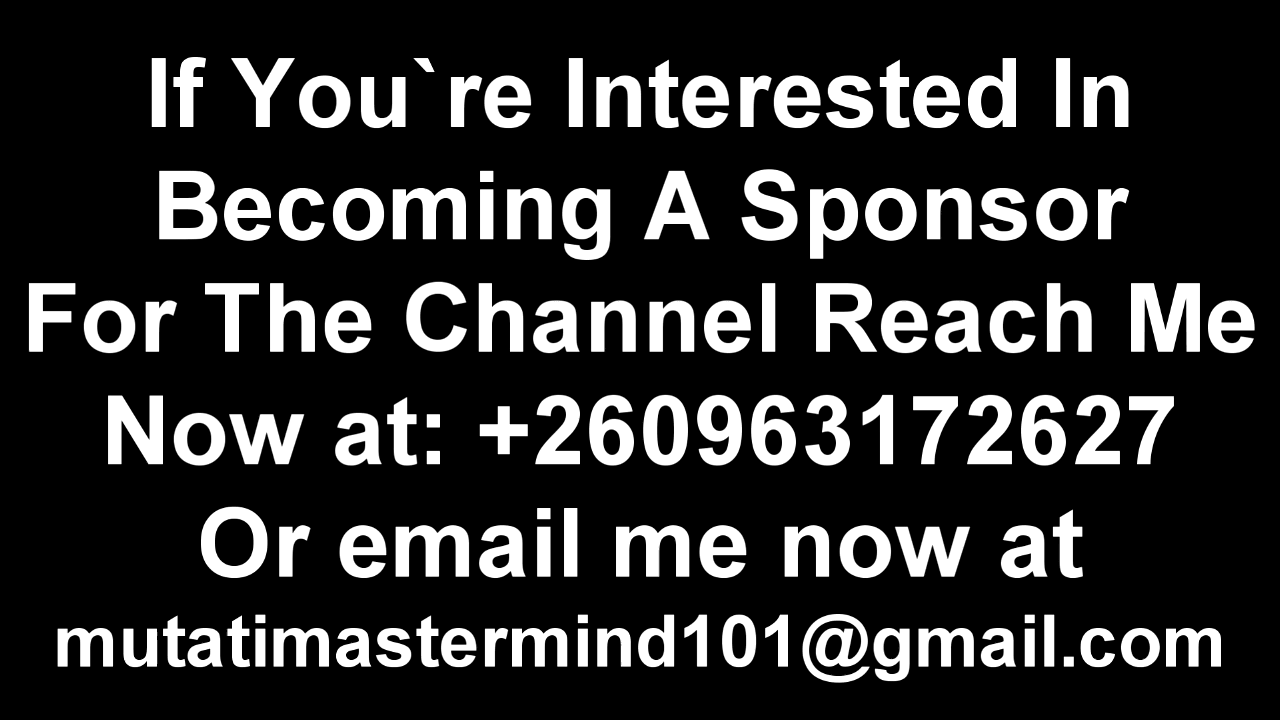 If You`re Interested In
Becoming A Sponsor
For The Channel Reach Me
Now at: +260963172627
Or email me now at
mutatimastermind101@gmail.com